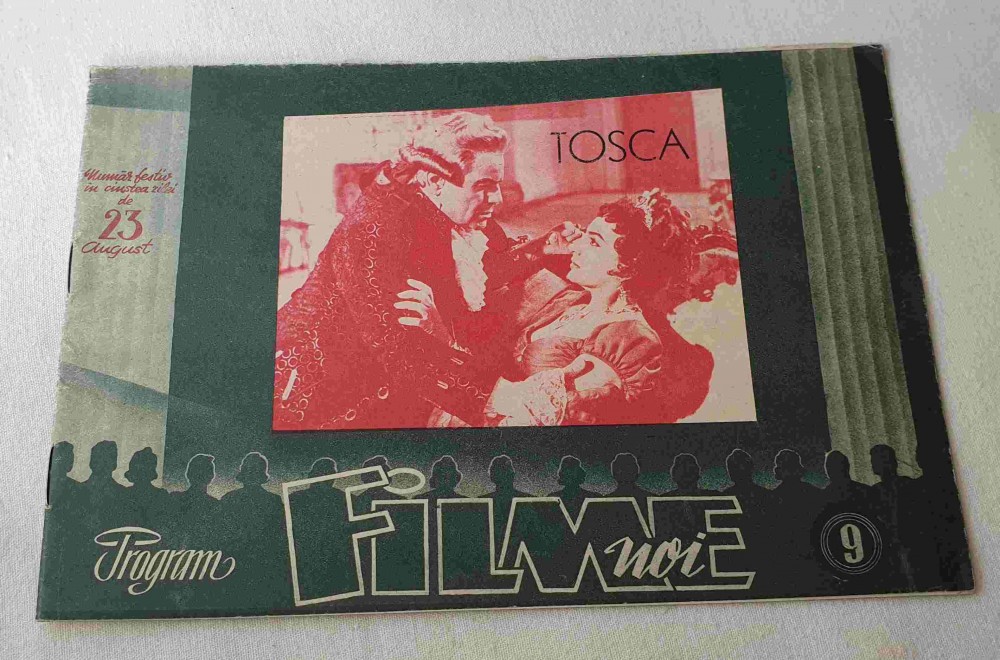 Număr festiv
în cinstea zilei
de
23
August
TOSCA
Program
FILME
noi
9